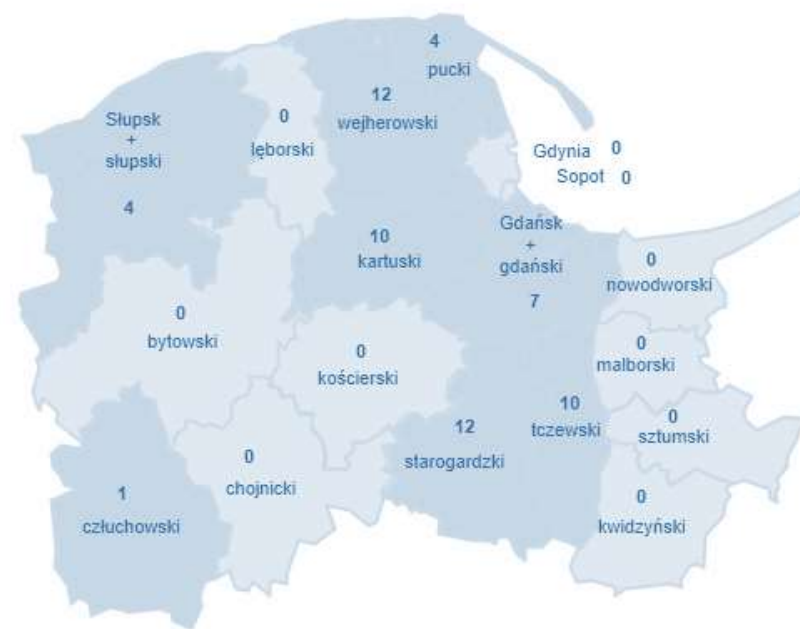 4
pucki
12
wejherowski
0
lęborski
Słupsk
+
słupski
4
Gdynia 0
Sopot 0
10
kartuski
Gdańsk
+
gdański
7
0
nowodworski
0
bytowski
0
kościerski
0
malborski
10
tczewski
12
starogardzki
0
sztumski
0
chojnicki
1
człuchowski
0
kwidzyński